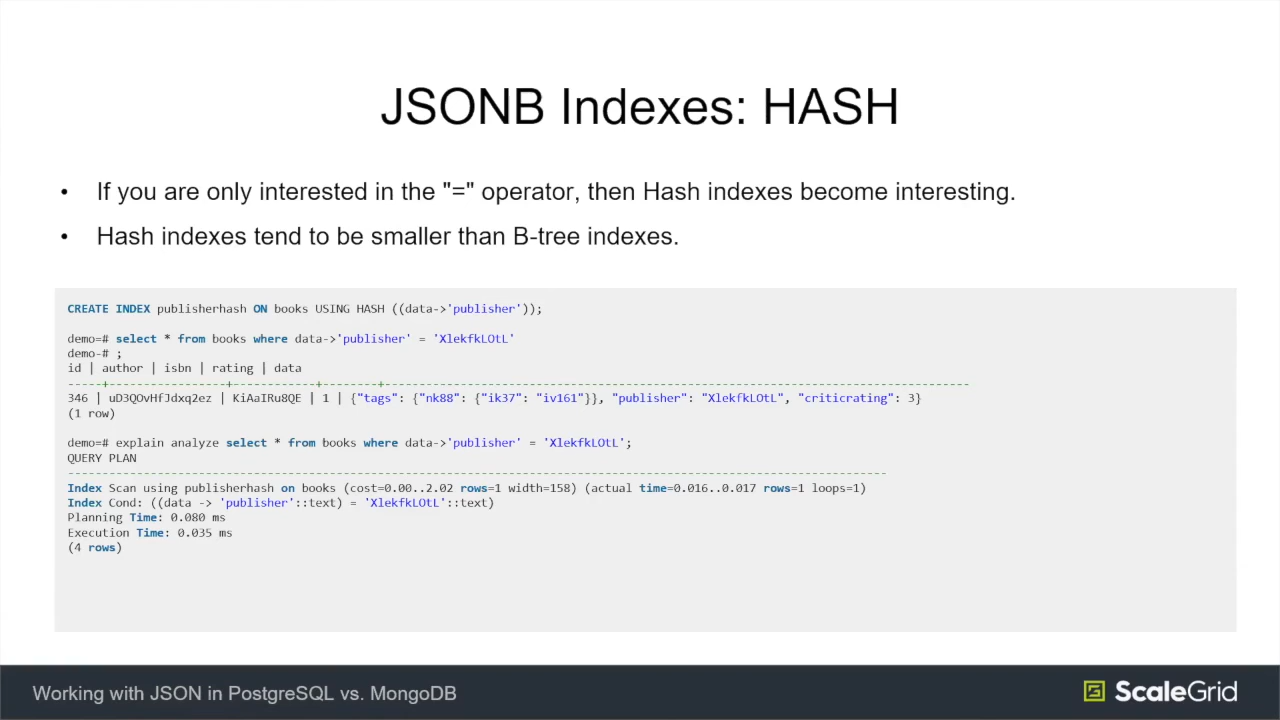 JSONB Indexes: HASH
• If you are only interested in the "=" operator, then Hash indexes become interesting.
• Hash indexes tend to be smaller than B-tree indexes.
CREATE INDEX publisherhash ON books USING HASH ((data->'publisher'));
demo=# select * from books where data->'publisher' = 'XlekfkLOtL'
demo-# ;
id | author | isbn | rating | data
-----+-----------------+------------+--------+-------------------------------------------------------------------------------------
346 | uD3QOvHfJdxq2ez | KiAaIRu8QE | 1 | {"tags": {"nk88": {"ik37": "iv161"}}, "publisher": "XlekfkLOtL", "criticrating": 3}
(1 row)
demo=# explain analyze select * from books where data->'publisher' = 'XlekfkLOtL';
QUERY PLAN
-----------------------------------------------------------------------------------------------------------------------
Index Scan using publisherhash on books (cost=0.00..2.02 rows=1 width=158) (actual time=0.016..0.017 rows=1 loops=1)
Index Cond: ((data -> 'publisher'::text) = 'XlekfkLOtL'::text)
Planning Time: 0.080 ms
Execution Time: 0.035 ms
(4 rows)
Working with JSON in PostgreSQL vs. MongoDB
ScaleGrid